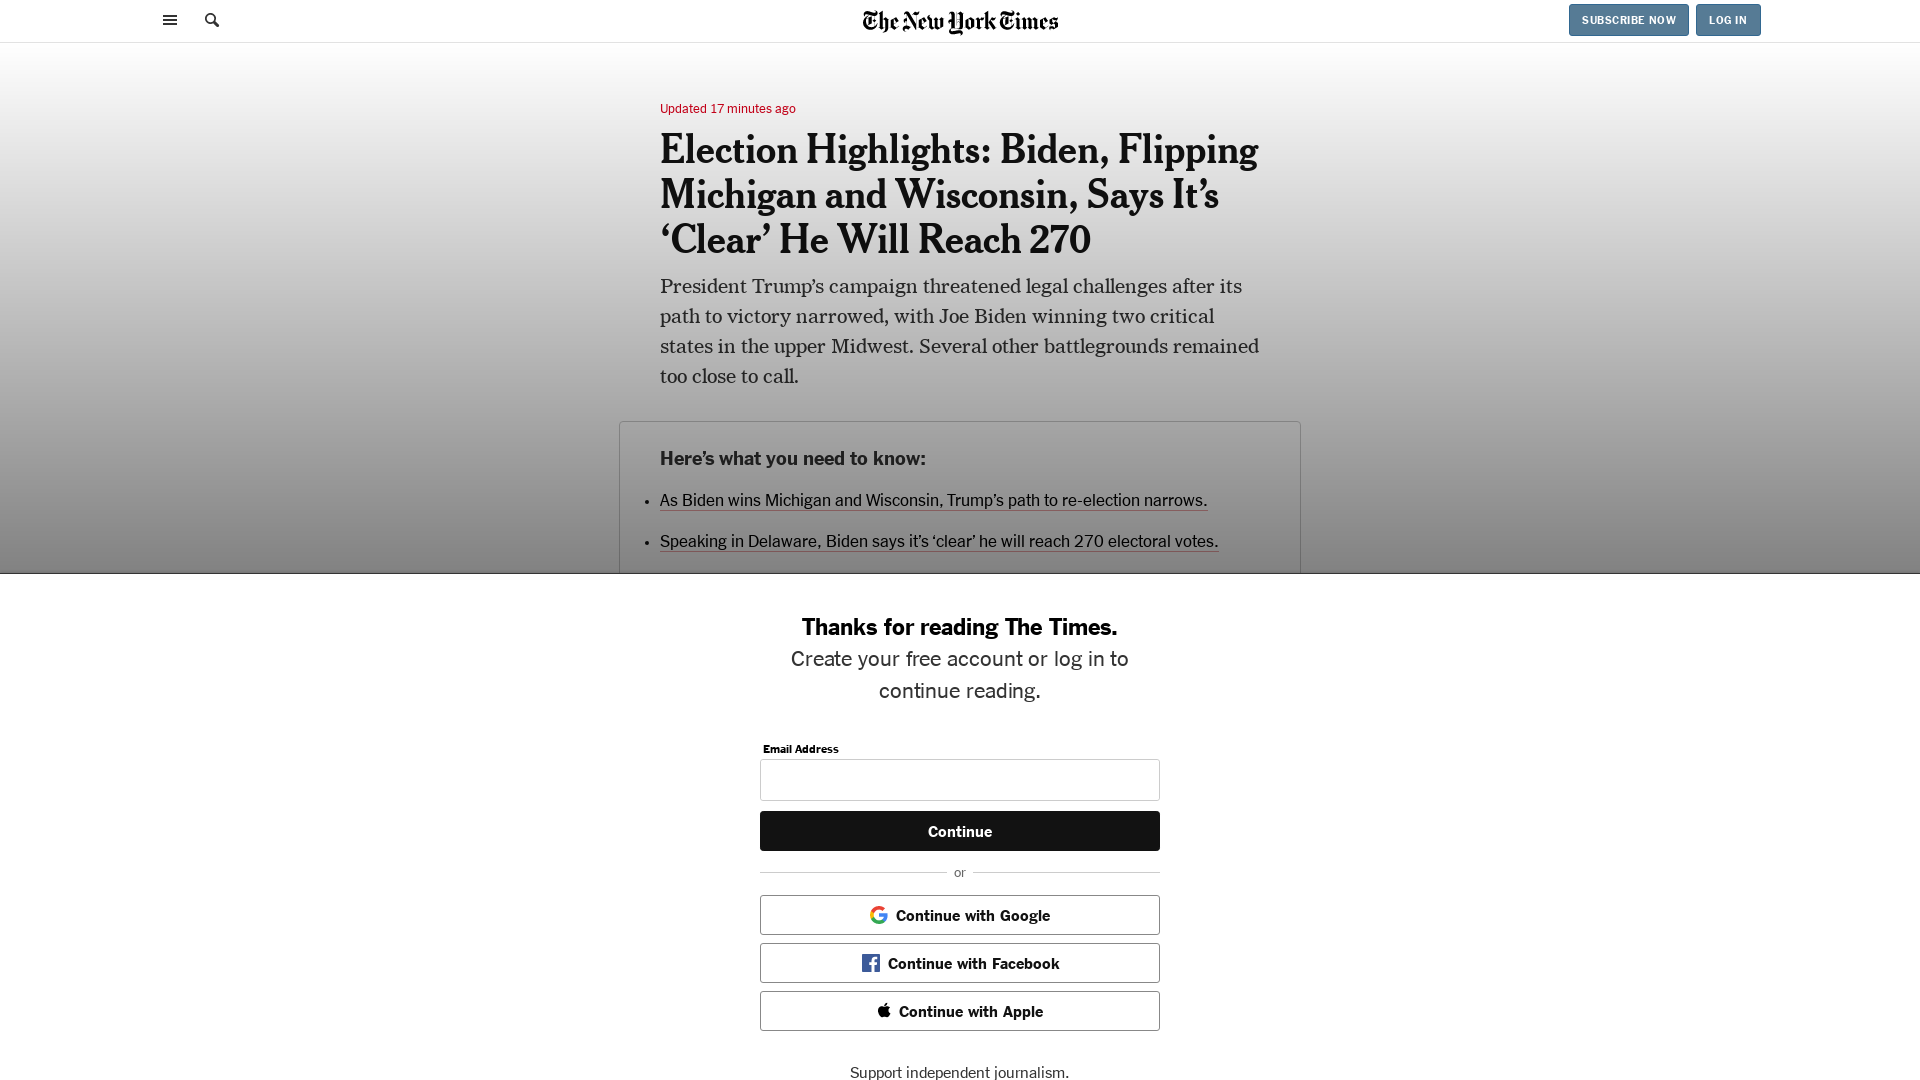 The New York Times
SUBSCRIBE NOW
LOG IN
Updated 17 minutes ago
Election Highlights: Biden, Flipping
Michigan and Wisconsin, Says It’s
‘Clear’ He Will Reach 270
President Trump’s campaign threatened legal challenges after its
path to victory narrowed, with Joe Biden winning two critical
states in the upper Midwest. Several other battlegrounds remained
too close to call.
Here’s what you need to know:
• As Biden wins Michigan and Wisconsin, Trump’s path to re-election narrows.
• Speaking in Delaware, Biden says it’s ‘clear’ he will reach 270 electoral votes.
Thanks for reading The Times.
Create your free account or log in to
continue reading.
Email Address
Continue
or
Continue with Google
Continue with Facebook
Continue with Apple
Support independent journalism.